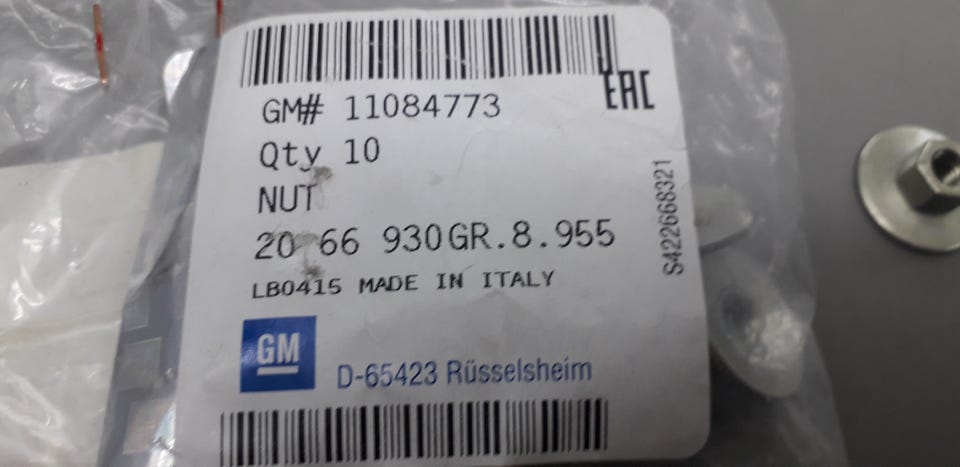 EAC
GM# 11084773
Qty 10
NUT
20 66 930GR.8.955
LB0415 MADE IN ITALY
S422668321
GM
D-65423 Rüsselsheim